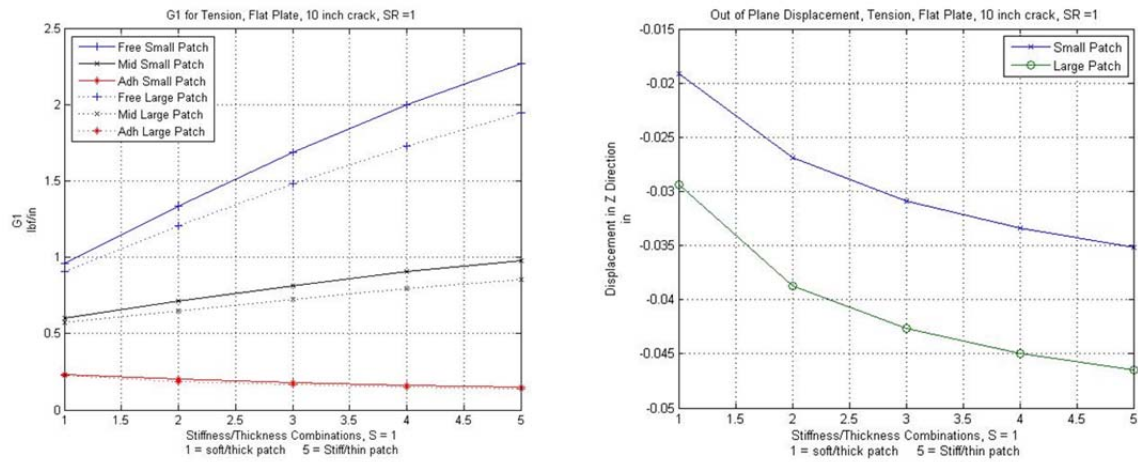 G1 for Tension, Flat Plate, 10 inch crack, SR =1
2.5
2
1.5
1
0.5
0
G1
lbf/in
Free Small Patch
Mid Small Patch
Adh Small Patch
Free Large Patch
Mid Large Patch
Adh Large Patch
1 1.5 2 2.5 3 3.5 4 4.5 5
Stiffness/Thickness Combinations, S = 1
1 = soft/thick patch 5 = Stiff/thin patch
Out of Plane Displacement, Tension, Flat Plate, 10 inch crack, SR =1
-0.015
-0.02
-0.025
-0.03
-0.035
-0.04
-0.045
-0.05
Displacement in Z Direction
in
Small Patch
Large Patch
1 1.5 2 2.5 3 3.5 4 4.5 5
Stiffness/Thickness Combinations, S = 1
1 = soft/thick patch 5 = Stiff/thin patch